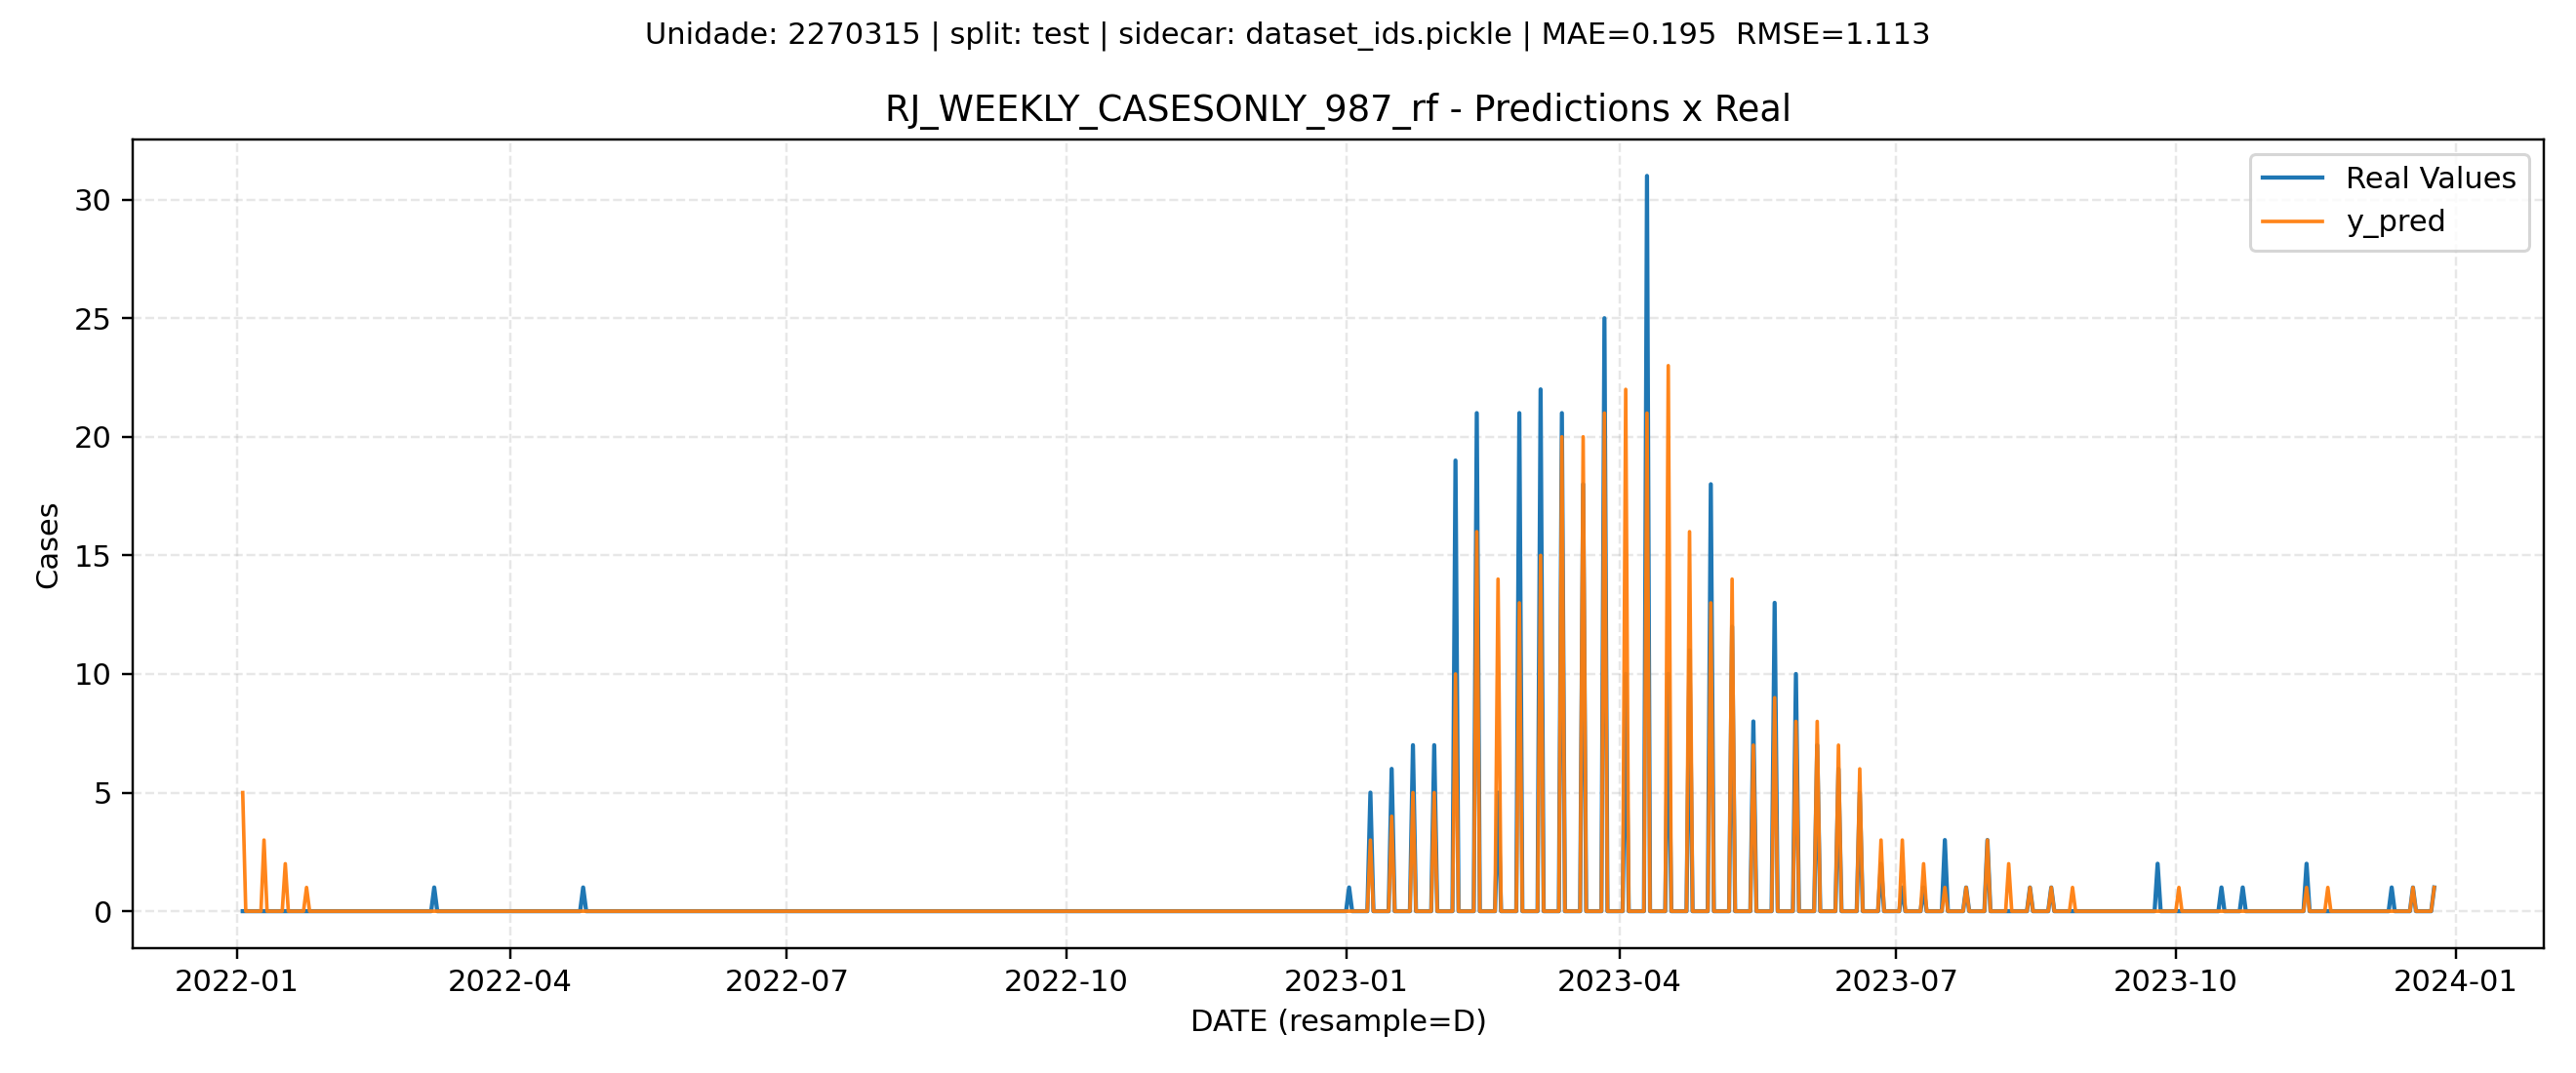 Unidade: 2270315 | split: test | sidecar: dataset_ids.pickle | MAE=0.195  RMSE=1.113
RJ_WEEKLY_CASESONLY_987_rf - Predictions x Real
Real Values
y_pred
Cases
30
25
20
15
10
5
0
2022-01
2022-04
2022-07
2022-10
2023-01
2023-04
2023-07
2023-10
2024-01
DATE (resample=D)